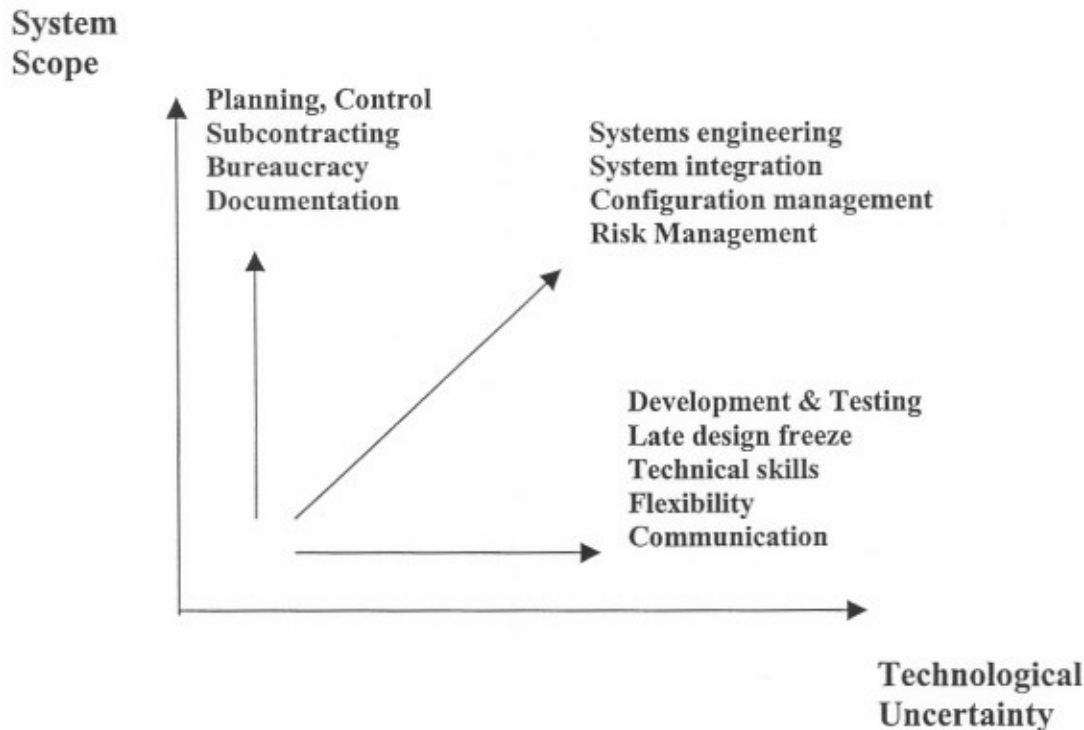 System
Scope
Planning, Control
Subcontracting
Bureaucracy
Documentation
Systems engineering
System integration
Configuration management
Risk Management
Development & Testing
Late design freeze
Technical skills
Flexibility
Communication
Technological
Uncertainty